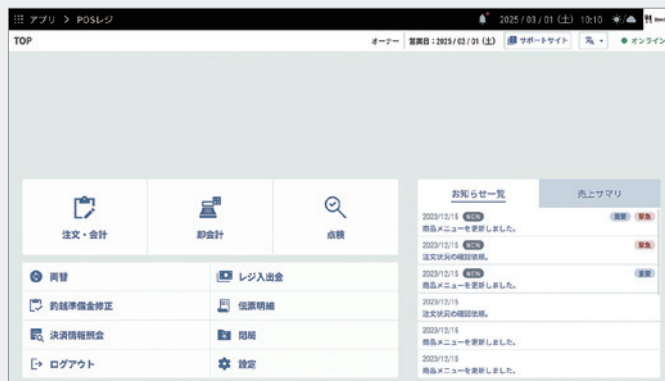 アプリ > POSレジ
2025 / 03 / 01 (土) 10:10
TOP
オーナー
営業日:2025 / 03 / 01 (土)
サポートサイト
オンライン
注文・会計
即会計
点検
両替
レジ入出金
釣銭準備金修正
伝票明細
決済情報照会
閉局
ログアウト
設定
お知らせ一覧
売上サマリ
2023/12/15 NEW 重要 緊急
商品メニューを更新しました。
2023/12/15 NEW 緊急
注文状況の確認依頼。
2023/12/15 NEW 重要
商品メニューを更新しました。
2023/12/15
注文状況の確認依頼。
2023/12/15
商品メニューを更新しました。
2023/12/15
商品メニューを更新しました。